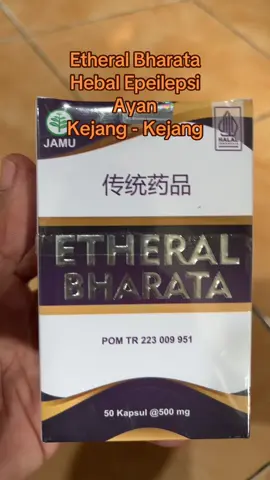 Etheral Bharata
Hebal Epeilepsi
Ayan
Kejang - Kejang
JAMU
HALAL
传统药品
ETHERAL
BHARATA
POM TR 223 009 951
50 Kapsul @500 mg